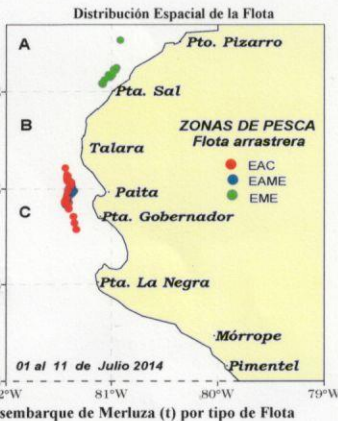 Distribución Espacial de la Flota
A
Pto. Pizarro
Pta. Sal
B
ZONAS DE PESCA
Flota arrastrera
Talara
EAC
EAME
EME
Paita
C
Pta. Gobernador
Pta. La Negra
Mórrope
01 al 11 de Julio 2014
Pimentel
2°W 81°W 80°W 79°W
sembarque de Merluza (t) por tipo de Flota